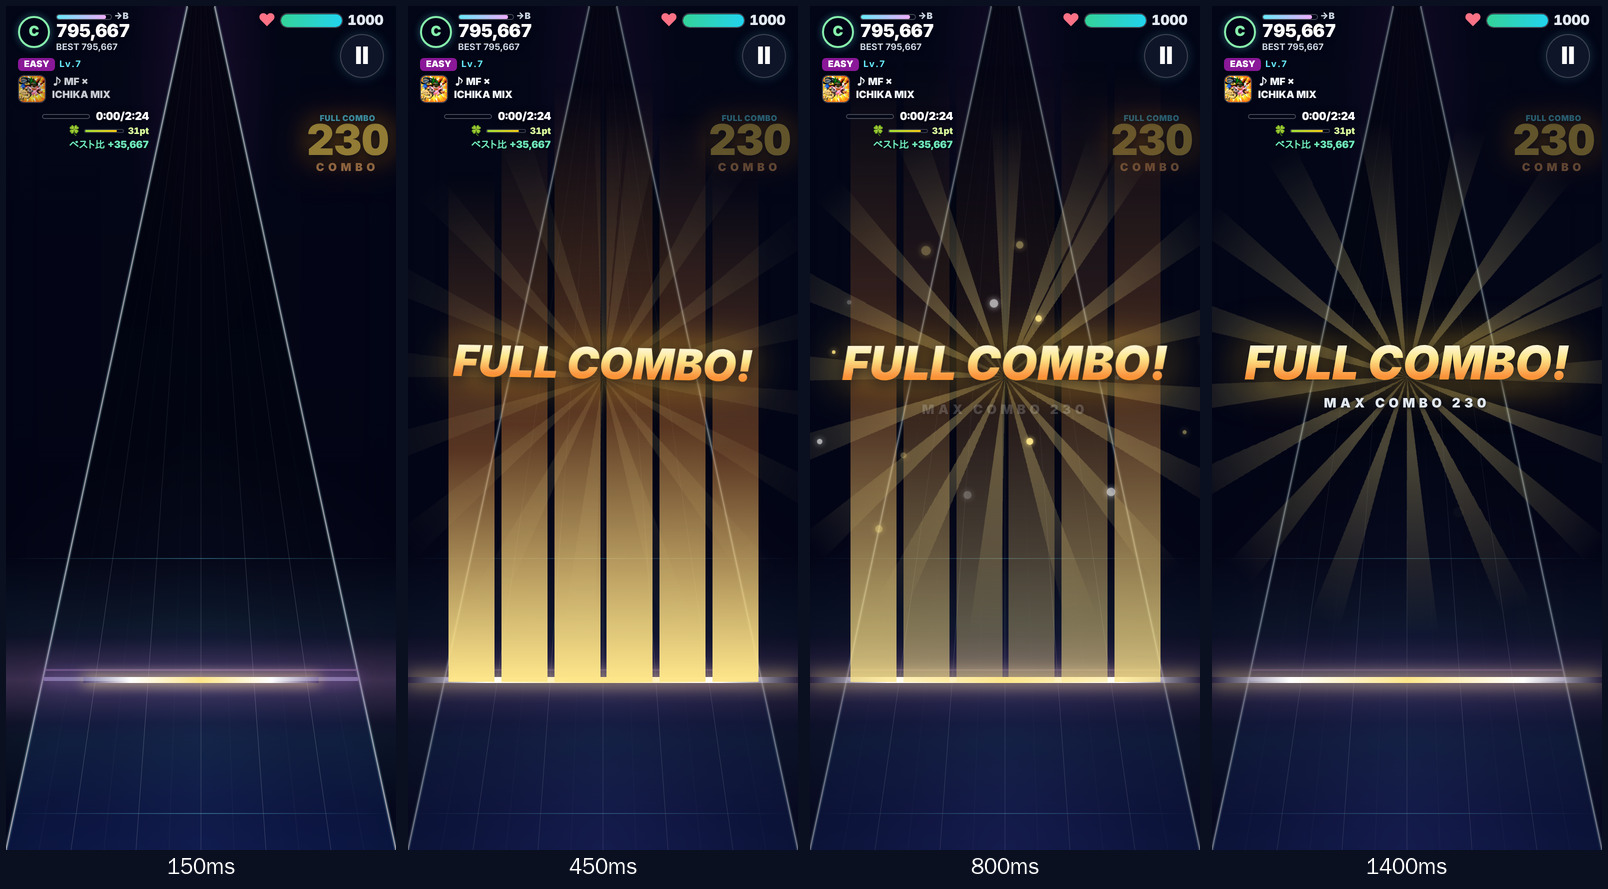 C
→B
795,667
BEST 795,667
EASY Lv.7
♪ MF ×
ICHIKA MIX
0:00/2:24
31pt
ベスト比 +35,667
1000
FULL COMBO
230
COMBO
150ms
C
→B
795,667
BEST 795,667
EASY Lv.7
♪ MF ×
ICHIKA MIX
0:00/2:24
31pt
ベスト比 +35,667
1000
FULL COMBO
230
COMBO
FULL COMBO!
450ms
C
→B
795,667
BEST 795,667
EASY Lv.7
♪ MF ×
ICHIKA MIX
0:00/2:24
31pt
ベスト比 +35,667
1000
FULL COMBO
230
COMBO
FULL COMBO!
MAX COMBO 230
800ms
C
→B
795,667
BEST 795,667
EASY Lv.7
♪ MF ×
ICHIKA MIX
0:00/2:24
31pt
ベスト比 +35,667
1000
FULL COMBO
230
COMBO
FULL COMBO!
MAX COMBO 230
1400ms